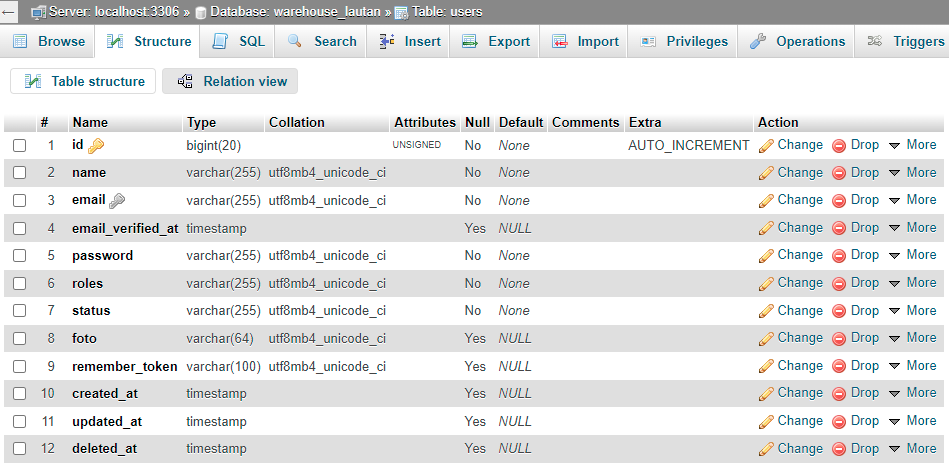 Server: localhost:3306 » Database: warehouse_lautan » Table: users
Browse Structure SQL Search Insert Export Import Privileges Operations Triggers
Table structure Relation view
# Name Type Collation Attributes Null Default Comments Extra Action
1 id bigint(20) UNSIGNED No None AUTO_INCREMENT Change Drop More
2 name varchar(255) utf8mb4_unicode_ci No None Change Drop More
3 email varchar(255) utf8mb4_unicode_ci No None Change Drop More
4 email_verified_at timestamp Yes NULL Change Drop More
5 password varchar(255) utf8mb4_unicode_ci No None Change Drop More
6 roles varchar(255) utf8mb4_unicode_ci No None Change Drop More
7 status varchar(255) utf8mb4_unicode_ci No None Change Drop More
8 foto varchar(64) utf8mb4_unicode_ci Yes NULL Change Drop More
9 remember_token varchar(100) utf8mb4_unicode_ci Yes NULL Change Drop More
10 created_at timestamp Yes NULL Change Drop More
11 updated_at timestamp Yes NULL Change Drop More
12 deleted_at timestamp Yes NULL Change Drop More